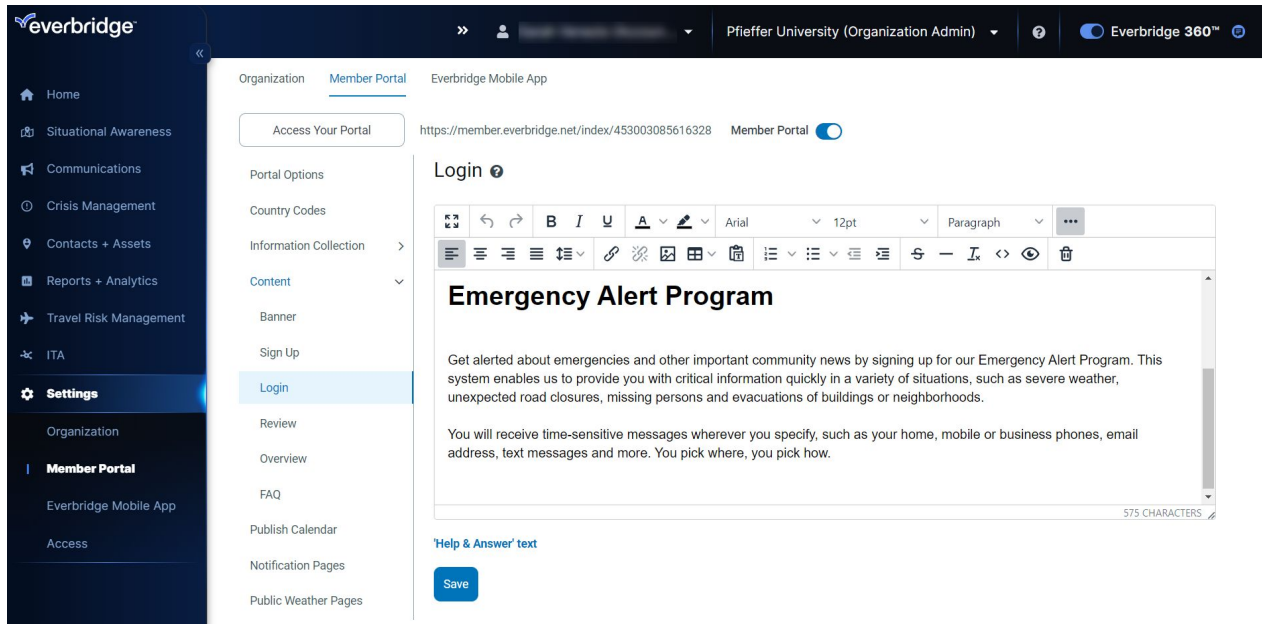 everbridge
Pfieffer University (Organization Admin)
Everbridge 360™
Home
Situational Awareness
Communications
Crisis Management
Contacts + Assets
Reports + Analytics
Travel Risk Management
ITA
Settings
Organization
Member Portal
Everbridge Mobile App
Access
Organization
Member Portal
Everbridge Mobile App
Access Your Portal
https://member.everbridge.net/index/453003085616328
Member Portal
Portal Options
Country Codes
Information Collection
Content
Banner
Sign Up
Login
Review
Overview
FAQ
Publish Calendar
Notification Pages
Public Weather Pages
Login
B I U A Arial 12pt Paragraph
Emergency Alert Program
Get alerted about emergencies and other important community news by signing up for our Emergency Alert Program. This
system enables us to provide you with critical information quickly in a variety of situations, such as severe weather,
unexpected road closures, missing persons and evacuations of buildings or neighborhoods.
You will receive time-sensitive messages wherever you specify, such as your home, mobile or business phones, email
address, text messages and more. You pick where, you pick how.
575 CHARACTERS
'Help & Answer' text
Save